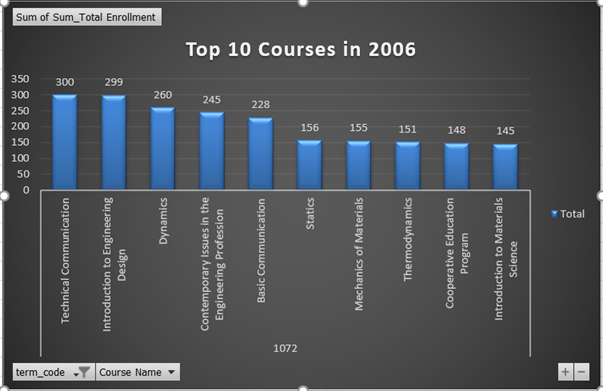 Sum of Sum_Total Enrollment
Top 10 Courses in 2006
350
300
250
200
150
100
50
0
300
299
260
245
228
156
155
151
148
145
Technical Communication
Introduction to Engineering
Design
Dynamics
Contemporary Issues in the
Engineering Profession
Basic Communication
Statics
Mechanics of Materials
Thermodynamics
Cooperative Education
Program
Introduction to Materials
Science
1072
Total
term_code
Course Name
+ −